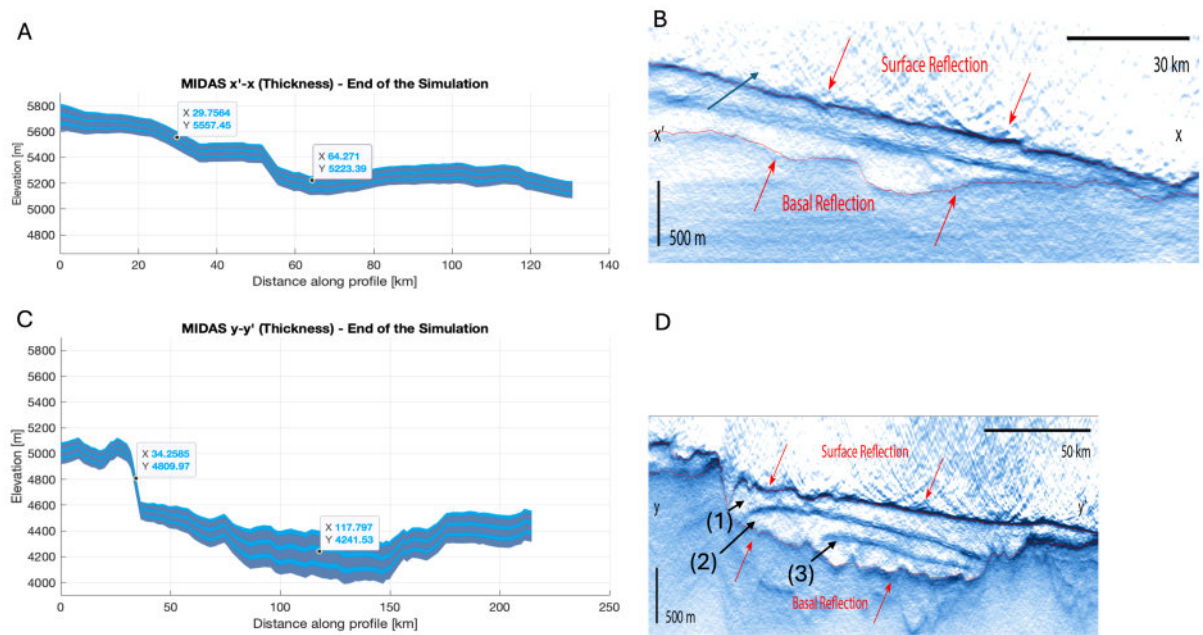 A
MIDAS x'-x (Thickness) - End of the Simulation
Elevation [m]
5800
5600
5400
5200
5000
4800
X 29.7564
Y 5557.45
X 64.271
Y 5223.39
0 20 40 60 80 100 120 140
Distance along profile [km]
B
Surface Reflection
30 km
x'
x
Basal Reflection
500 m
C
MIDAS y-y' (Thickness) - End of the Simulation
Elevation [m]
5800
5600
5400
5200
5000
4800
4600
4400
4200
4000
X 34.2565
Y 4809.97
X 117.797
Y 4241.53
0 50 100 150 200 250
Distance along profile [km]
D
Surface Reflection
50 km
y
y'
(1)
(2)
(3)
Basal Reflection
500 m